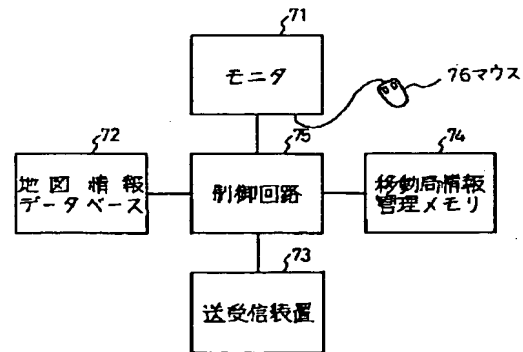 71
モニタ
76マウス
72
地図情報
データベース
75
制御回路
74
移動局情報
管理メモリ
73
送受信装置